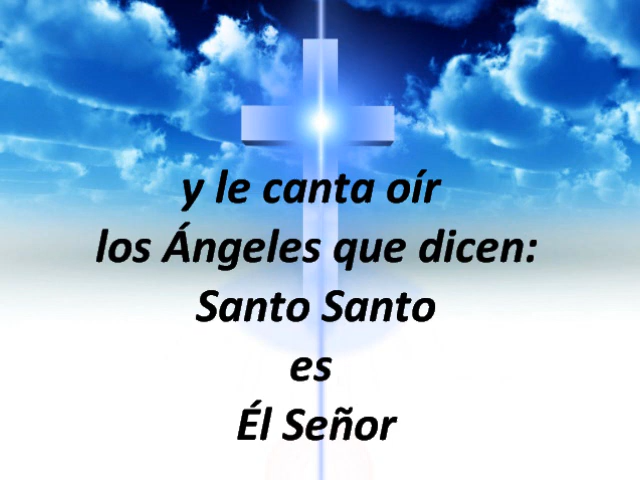 y le canta oír
los Ángeles que dicen:
Santo Santo
es
Él Señor